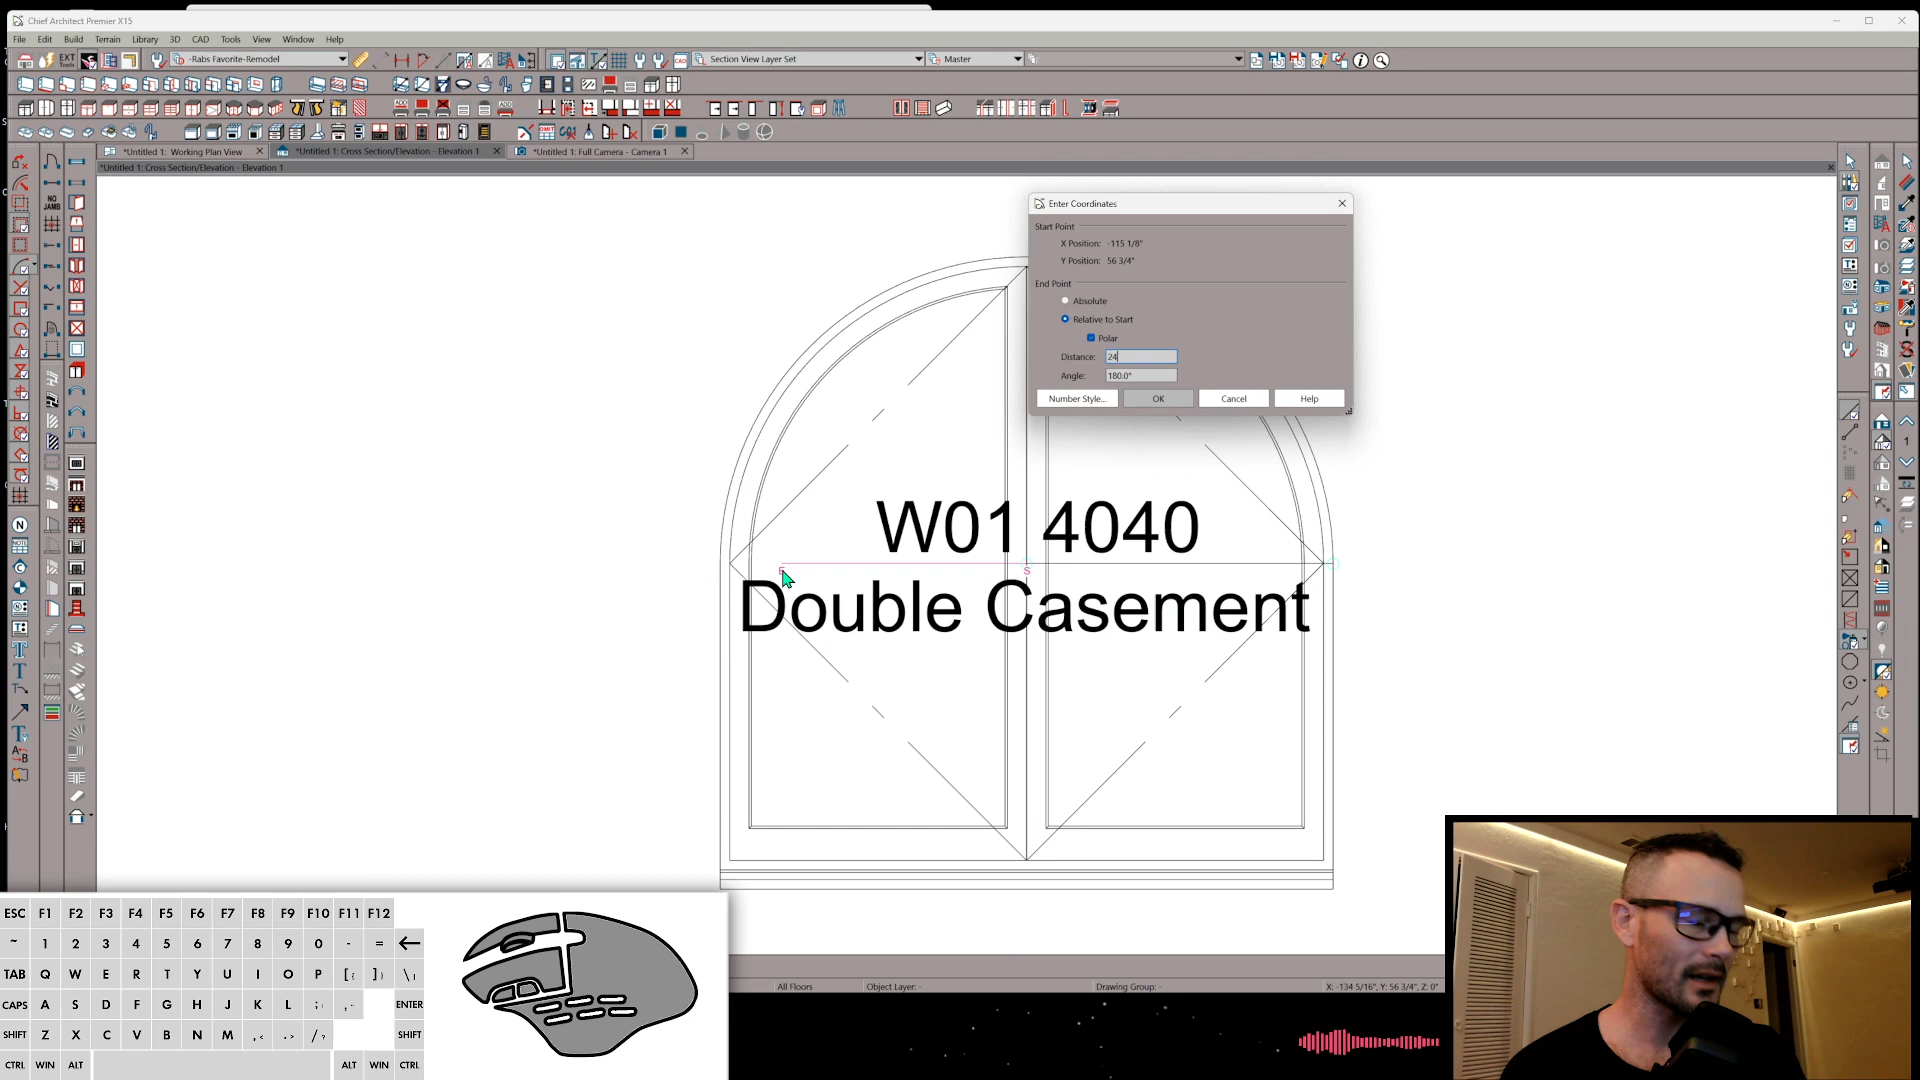 Chief Architect Premier X15
File Edit Build Terrain Library 3D CAD Tools View Window Help
EXT Tools -Rabs Favorite-Remodel Section View Layer Set Master
*Untitled 1: Working Plan View *Untitled 1: Cross Section/Elevation - Elevation 1 *Untitled 1: Full Camera - Camera 1
*Untitled 1: Cross Section/Elevation - Elevation 1
NO JAMB
Enter Coordinates
Start Point
X Position: -115 1/8"
Y Position: 56 3/4"
End Point
Absolute
Relative to Start
Polar
Distance: 24
Angle: 180.0°
Number Style... OK Cancel Help
W01 4040
E S
Double Casement
All Floors Object Layer: - Drawing Group: - X: -134 5/16", Y: 56 3/4", Z: 0"
ESC F1 F2 F3 F4 F5 F6 F7 F8 F9 F10 F11 F12
~ 1 2 3 4 5 6 7 8 9 0 - =
TAB Q W E R T Y U I O P [ { ] } \ |
CAPS A S D F G H J K L ; : ENTER
SHIFT Z X C V B N M , < . > / ? SHIFT
CTRL WIN ALT ALT WIN CTRL